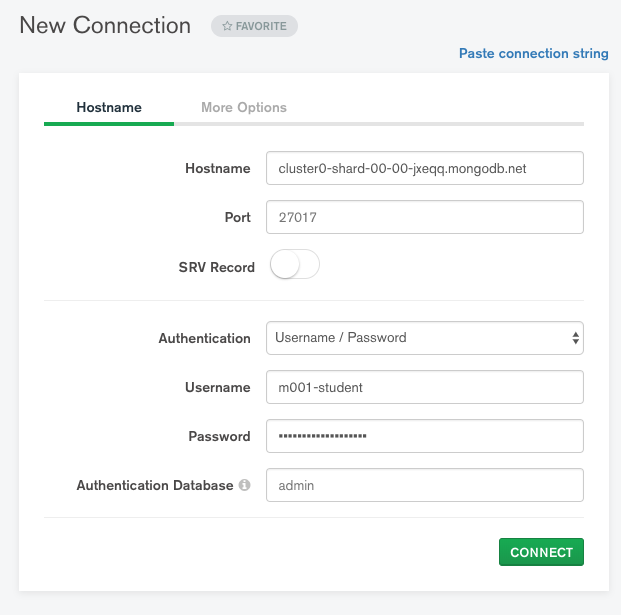 New Connection
FAVORITE
Paste connection string
Hostname
More Options
Hostname cluster0-shard-00-00-jxeqq.mongodb.net
Port 27017
SRV Record
Authentication Username / Password
Username m001-student
Password •••••••••••••••••••
Authentication Database admin
CONNECT